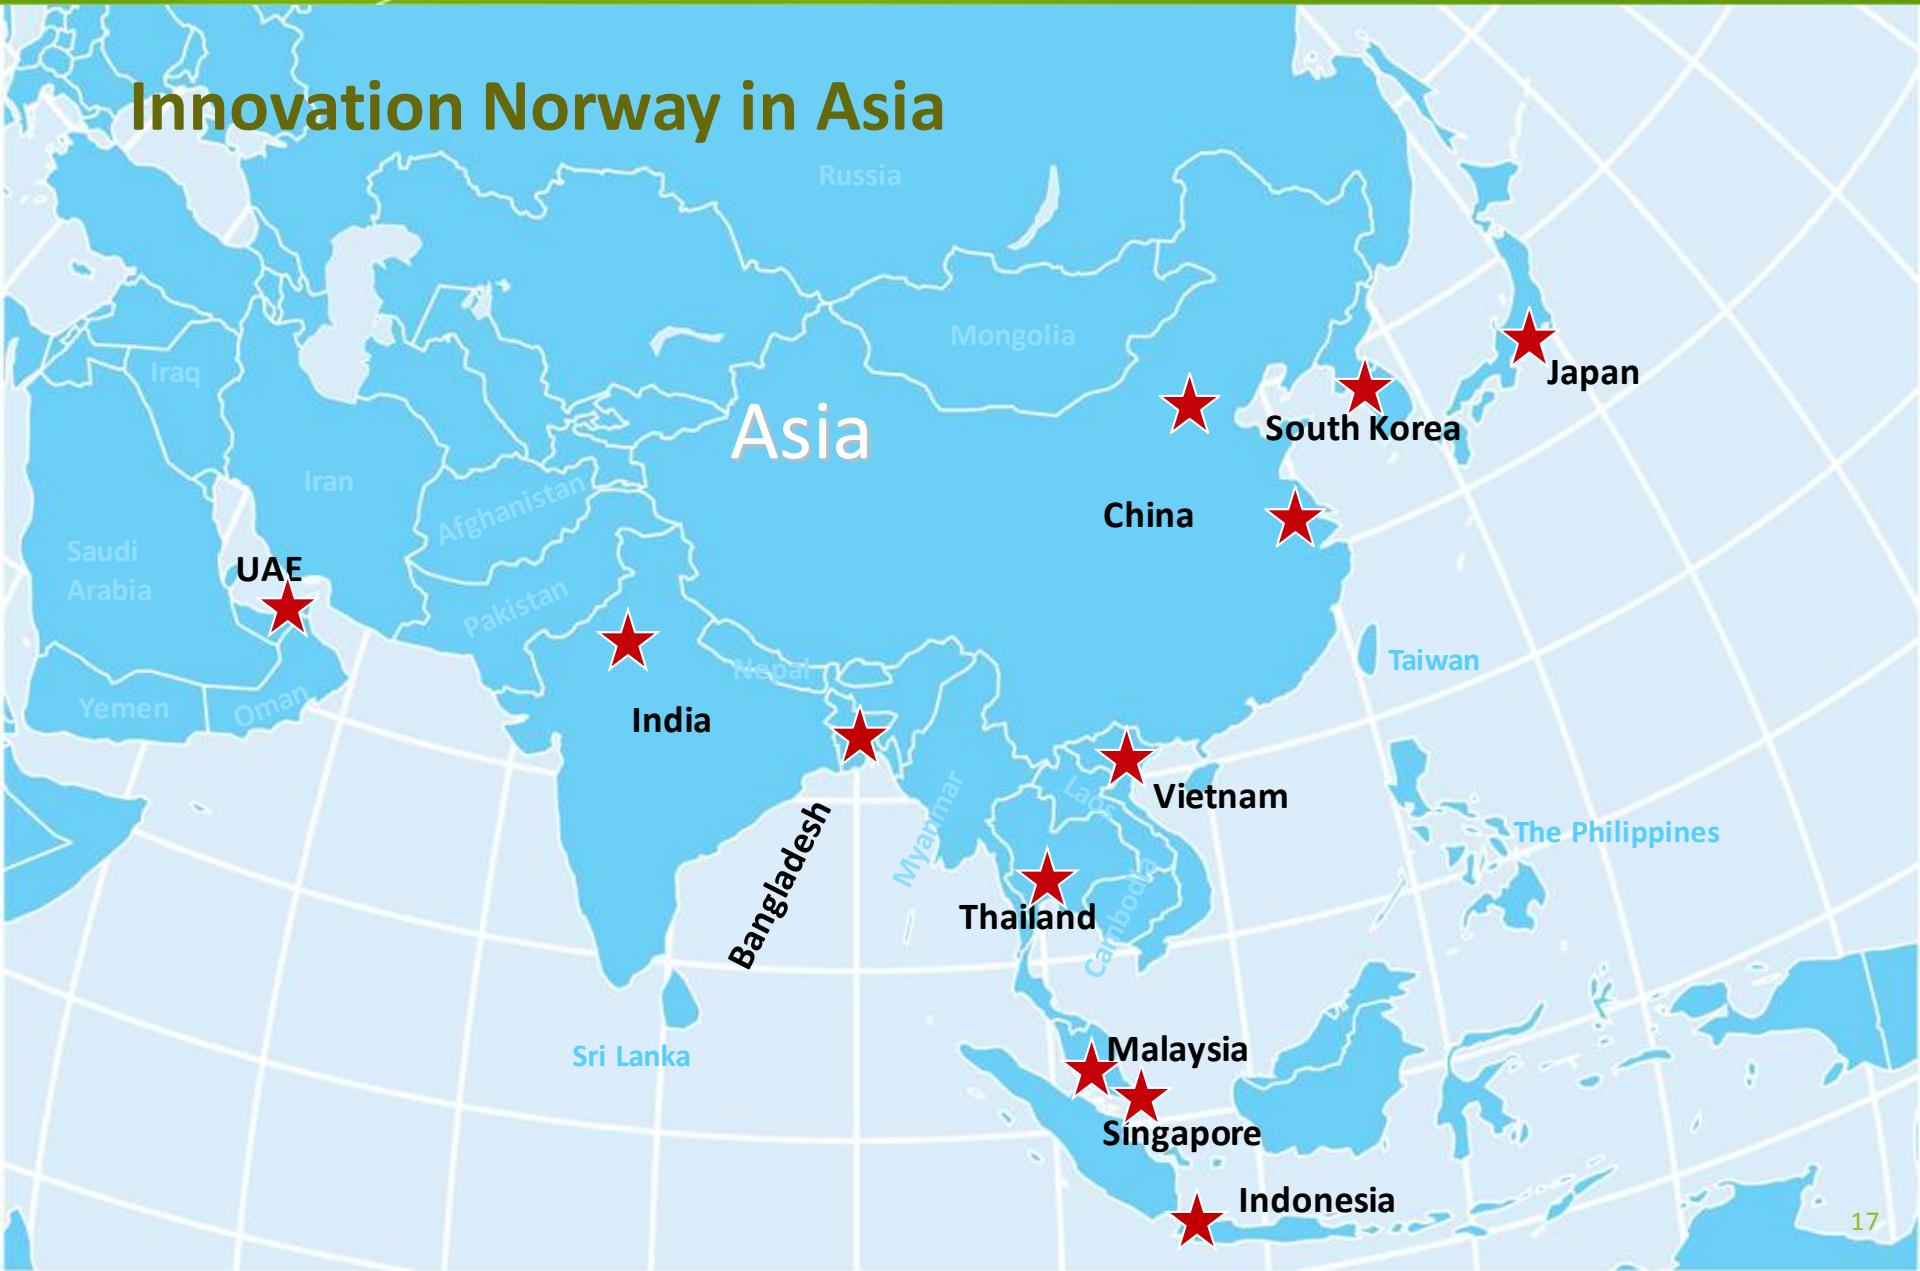 Innovation Norway in Asia
Russia
Mongolia
Iraq
Japan
Asia
South Korea
Iran
Afghanistan
China
Saudi
Arabia
UAE
Pakistan
Nepal
Taiwan
Yemen
Oman
India
Laos
Vietnam
Myanmar
The Philippines
Bangladesh
Thailand
Cambodia
Malaysia
Sri Lanka
Singapore
Indonesia
17